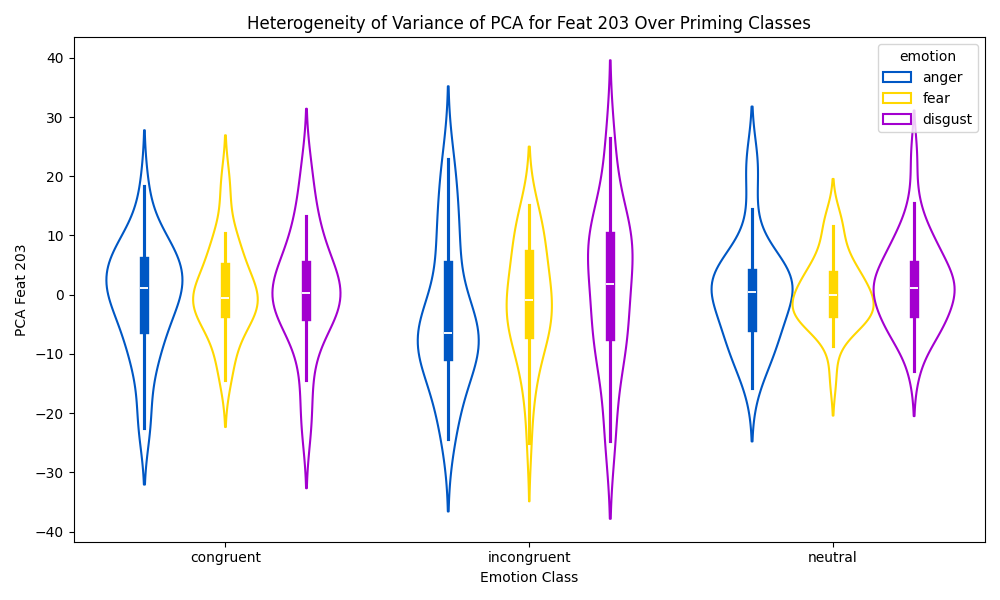 Heterogeneity of Variance of PCA for Feat 203 Over Priming Classes
emotion
anger
fear
disgust
PCA Feat 203
40
30
20
10
0
−10
−20
−30
−40
congruent
incongruent
neutral
Emotion Class